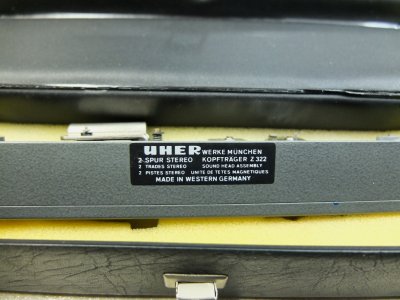 UHER WERKE MÜNCHEN
2-SPUR STEREO KOPFTRÄGER Z 322
2 TRADES STEREO SOUND HEAD ASSEMBLY
2 PISTES STEREO UNITE DE TETES MAGNETIQUES
MADE IN WESTERN GERMANY